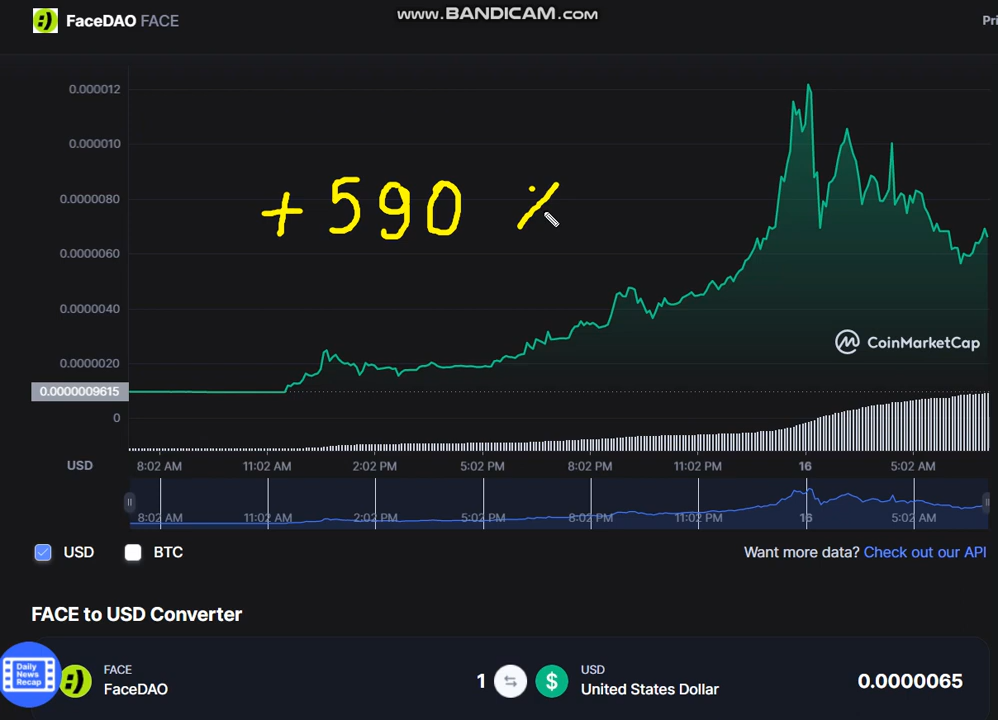 FaceDAO FACE
www.BANDICAM.com
Pri
0.000012
0.000010
0.0000080
0.0000060
0.0000040
0.0000020
0.0000009615
0
+ 590 %
CoinMarketCap
USD
8:02 AM 11:02 AM 2:02 PM 5:02 PM 8:02 PM 11:02 PM 16 5:02 AM
8:02 AM 11:02 AM 2:02 PM 5:02 PM 8:02 PM 11:02 PM 16 5:02 AM
USD BTC
Want more data? Check out our API
FACE to USD Converter
Daily News Recap
FACE
FaceDAO
1
USD
United States Dollar
0.0000065